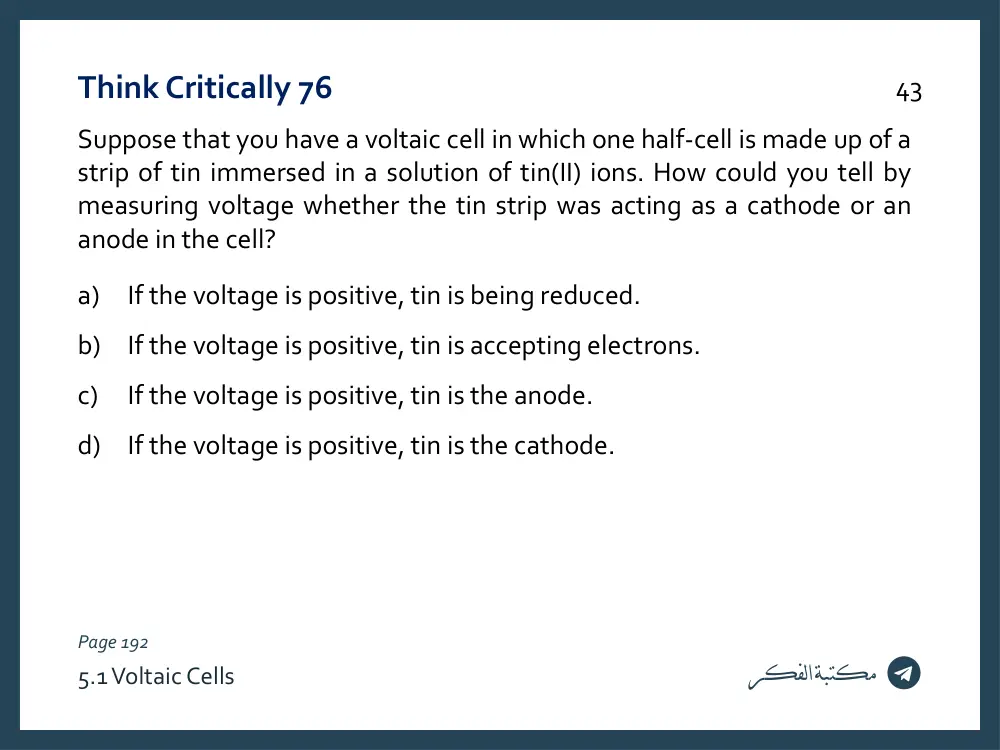 Think Critically 76
43
Suppose that you have a voltaic cell in which one half-cell is made up of a
strip of tin immersed in a solution of tin(II) ions. How could you tell by
measuring voltage whether the tin strip was acting as a cathode or an
anode in the cell?
a) If the voltage is positive, tin is being reduced.
b) If the voltage is positive, tin is accepting electrons.
c) If the voltage is positive, tin is the anode.
d) If the voltage is positive, tin is the cathode.
Page 192
5.1 Voltaic Cells
مكتبة الفكر